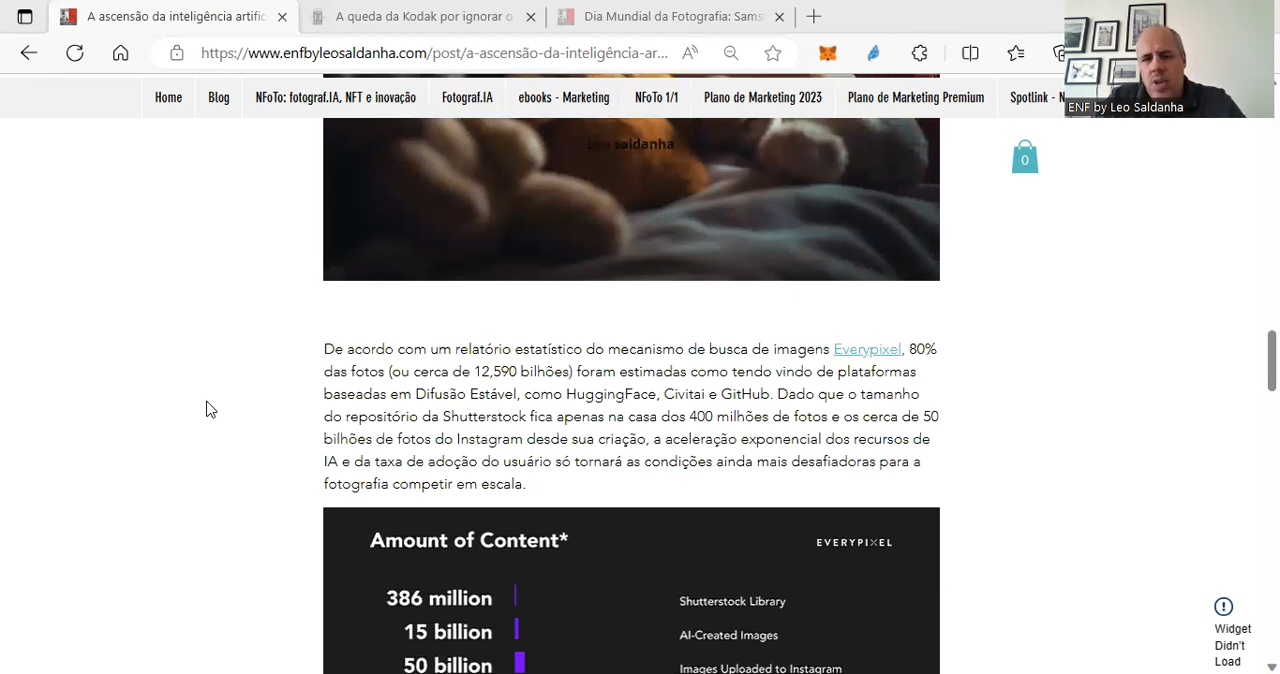 A ascensão da inteligência artific
A queda da Kodak por ignorar o
Dia Mundial da Fotografia: Sams
https://www.enfbyleosaldanha.com/post/a-ascensão-da-inteligência-ar...
ENF by Leo Saldanha
Home
Blog
NFoTo: fotograf.IA, NFT e inovação
Fotograf.IA
ebooks - Marketing
NFoTo 1/1
Plano de Marketing 2023
Plano de Marketing Premium
Spotlink - N
Leo saldanha
0
De acordo com um relatório estatístico do mecanismo de busca de imagens Everypixel, 80%
das fotos (ou cerca de 12,590 bilhões) foram estimadas como tendo vindo de plataformas
baseadas em Difusão Estável, como HuggingFace, Civitai e GitHub. Dado que o tamanho
do repositório da Shutterstock fica apenas na casa dos 400 milhões de fotos e os cerca de 50
bilhões de fotos do Instagram desde sua criação, a aceleração exponencial dos recursos de
IA e da taxa de adoção do usuário só tornará as condições ainda mais desafiadoras para a
fotografia competir em escala.
Amount of Content*
EVERYPIXEL
386 million
Shutterstock Library
15 billion
AI-Created Images
50 billion
Images Uploaded to Instagram
Widget
Didn't
Load